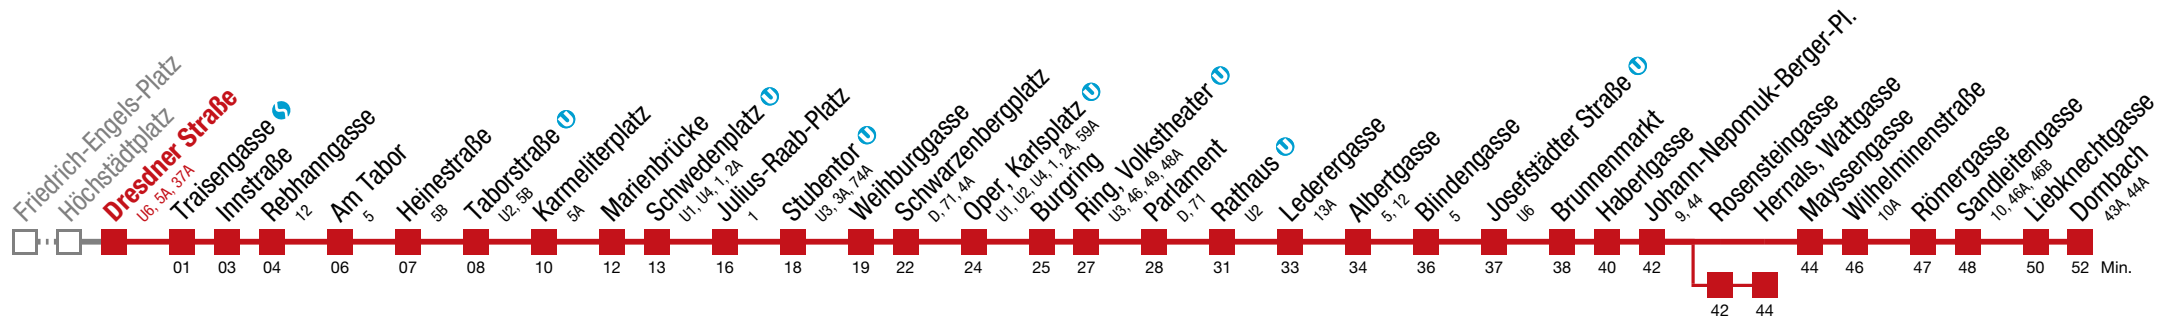 Friedrich-Engels-Platz
Höchstädtplatz
Dresdner Straße
U6, 5A, 37A
Traisengasse
Innstraße
Rebhanngasse
12
Am Tabor
5
Heinestraße
5B
Taborstraße U
U2, 5B
Karmeliterplatz
5A
Marienbrücke
Schwedenplatz U
U1, U4, 1, 2A
Julius-Raab-Platz
1
Stubentor U
U3, 3A, 74A
Weihburggasse
Schwarzenbergplatz
D, 71, 4A
Oper, Karlsplatz U
U1, U2, U4, 1, 2A, 59A
Burgring
Ring, Volkstheater U
U3, 46, 49, 48A
Parlament
D, 71
Rathaus U
U2
Lederergasse
13A
Albertgasse
5, 12
Blindengasse
5
Josefstädter Straße U
U6
Brunnenmarkt
Haberlgasse
Johann-Nepomuk-Berger-Pl.
9, 44
Rosensteingasse
Hernals, Wattgasse
Mayssengasse
Wilhelminenstraße
10A
Römergasse
Sandleitengasse
10, 46A, 46B
Liebknechtgasse
Dornbach
43A, 44A
01 03 04 06 07 08 10 12 13 16 18 19 22 24 25 27 28 31 33 34 36 37 38 40 42 44 46 47 48 50 52 Min.
42 44